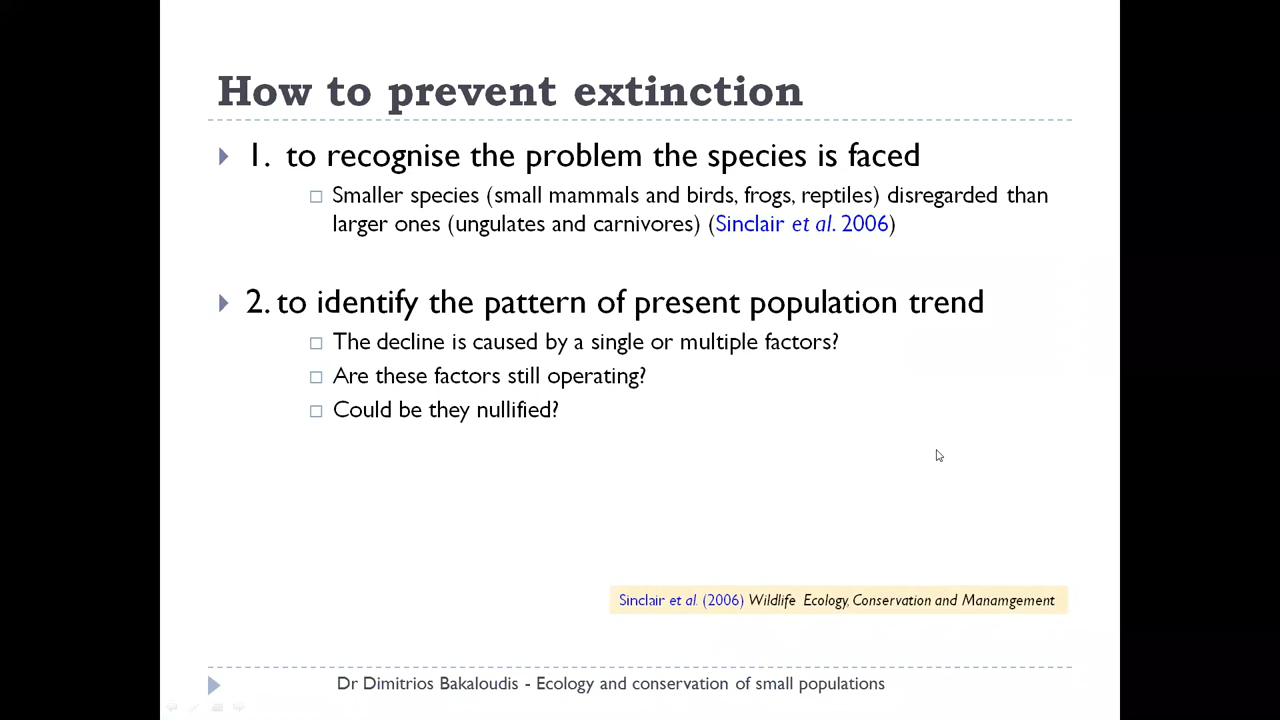 How to prevent extinction
1. to recognise the problem the species is faced
Smaller species (small mammals and birds, frogs, reptiles) disregarded than
larger ones (ungulates and carnivores) (Sinclair et al. 2006)
2. to identify the pattern of present population trend
The decline is caused by a single or multiple factors?
Are these factors still operating?
Could be they nullified?
Sinclair et al. (2006) Wildlife Ecology, Conservation and Manamgement
Dr Dimitrios Bakaloudis - Ecology and conservation of small populations